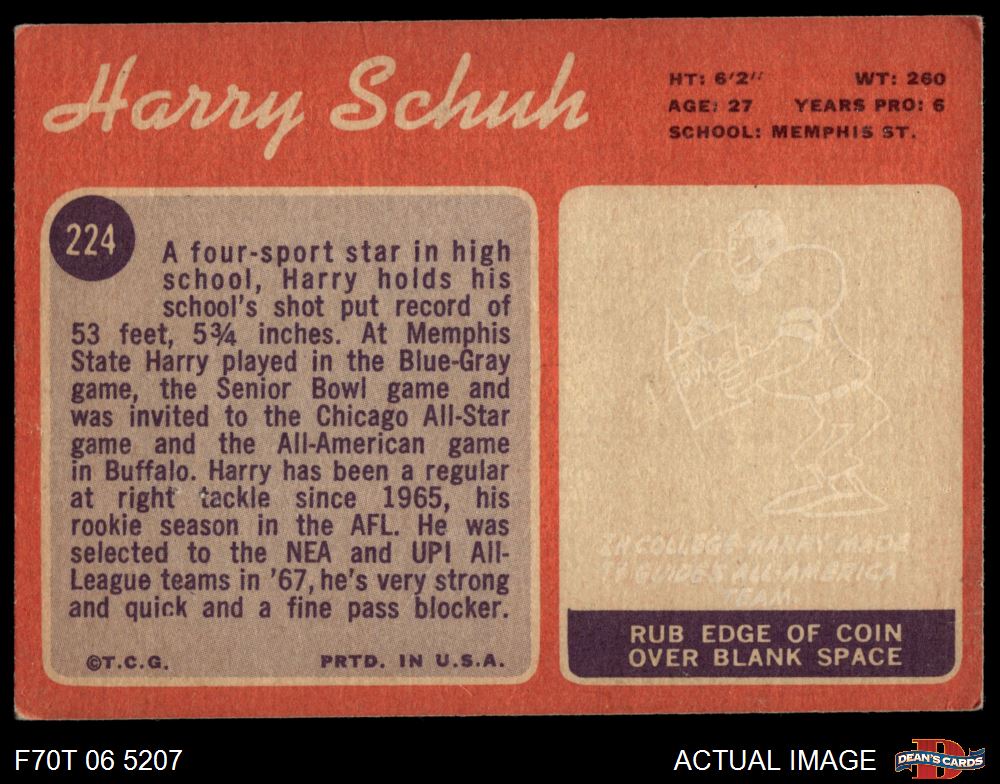 Harry Schuh
HT: 6'2" WT: 260
AGE: 27 YEARS PRO: 6
SCHOOL: MEMPHIS ST.
224
A four-sport star in high
school, Harry holds his
school's shot put record of
53 feet, 5¾ inches. At Memphis
State Harry played in the Blue-Gray
game, the Senior Bowl game and
was invited to the Chicago All-Star
game and the All-American game
in Buffalo. Harry has been a regular
at right tackle since 1965, his
rookie season in the AFL. He was
selected to the NEA and UPI All-
League teams in '67, he's very strong
and quick and a fine pass blocker.
©T.C.G. PRTD. IN U.S.A.
IN COLLEGE HARRY MADE
GUIDE'S ALL-AMERICA
TEAM.
RUB EDGE OF COIN
OVER BLANK SPACE
F70T 06 5207
ACTUAL IMAGE
DEAN'S CARDS